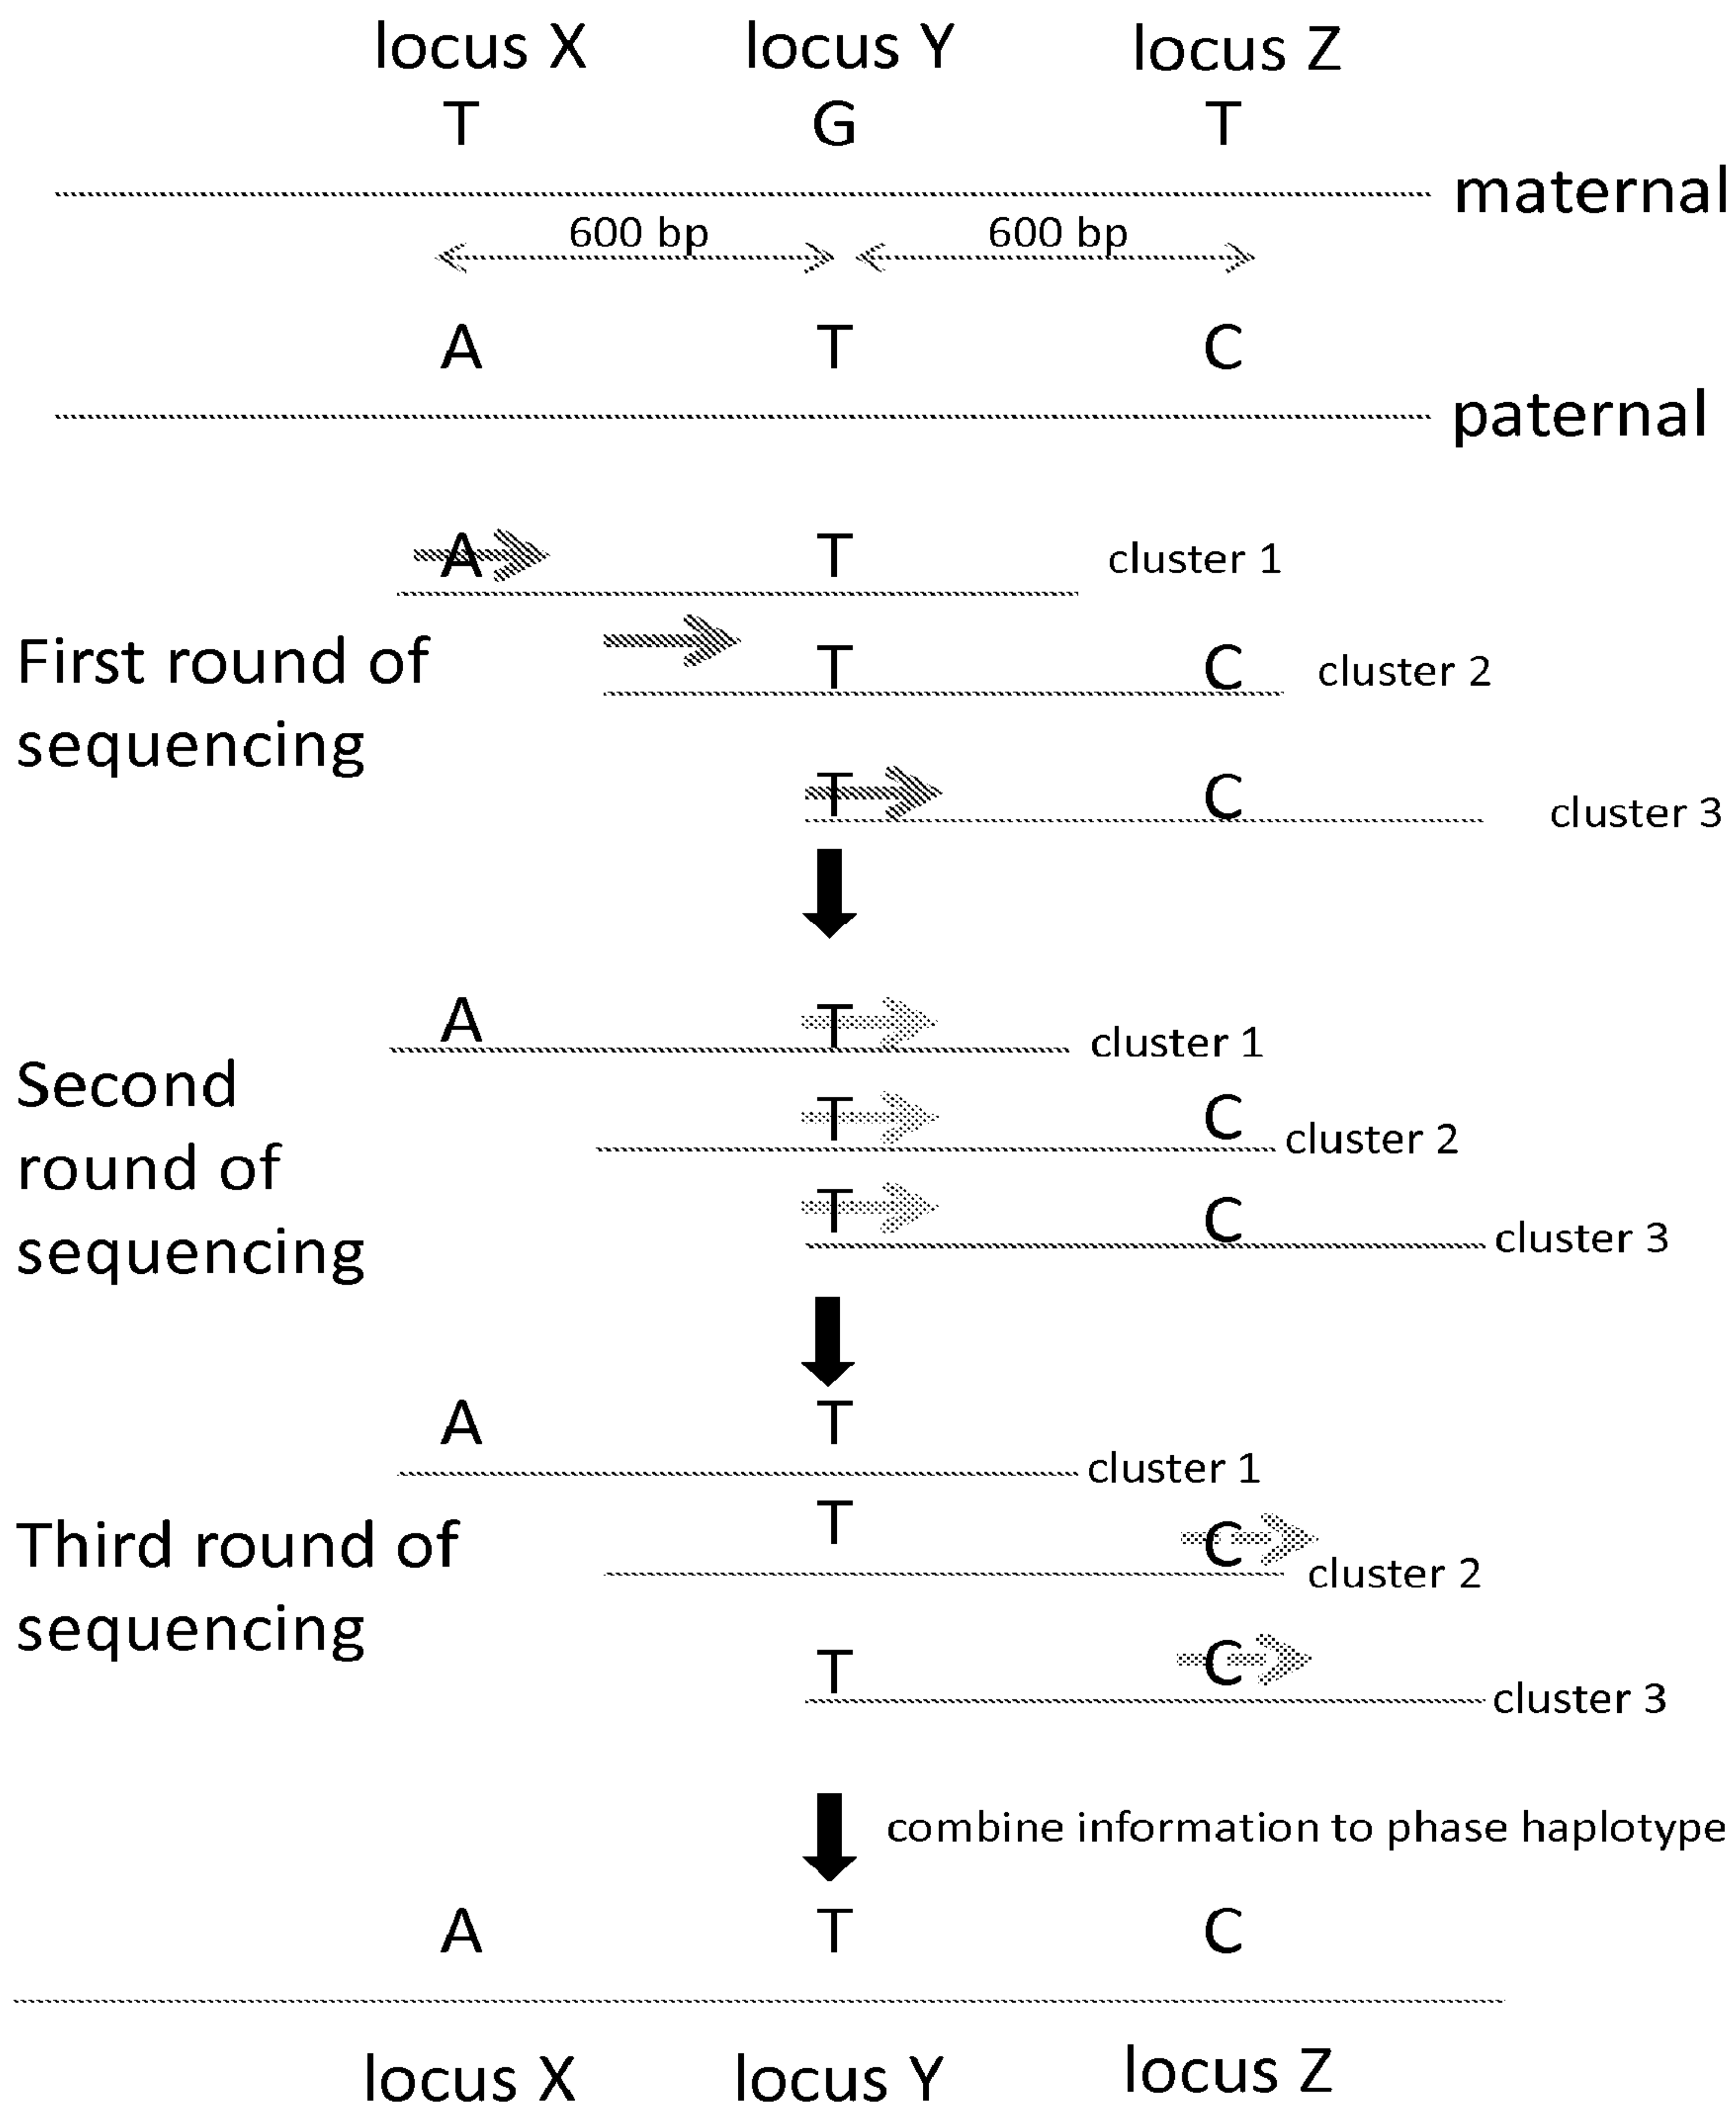 locus X locus Y locus Z
T G T
maternal
600 bp 600 bp
A T C
paternal
A T cluster 1
First round of
sequencing
T C cluster 2
T C cluster 3
A T cluster 1
Second
round of
sequencing
T C cluster 2
T C cluster 3
A T
cluster 1
Third round of
sequencing
T C
cluster 2
T C
cluster 3
combine information to phase haplotype
A T C
locus X locus Y locus Z